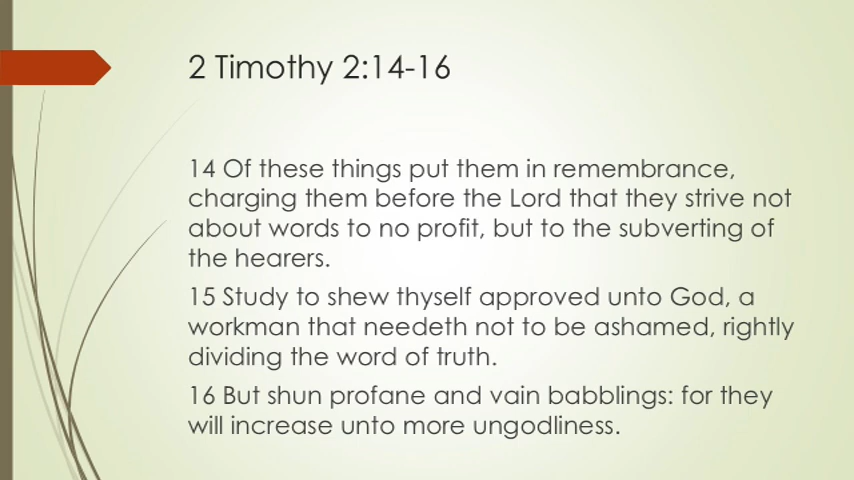 2 Timothy 2:14-16
14 Of these things put them in remembrance,
charging them before the Lord that they strive not
about words to no profit, but to the subverting of
the hearers.
15 Study to shew thyself approved unto God, a
workman that needeth not to be ashamed, rightly
dividing the word of truth.
16 But shun profane and vain babblings: for they
will increase unto more ungodliness.